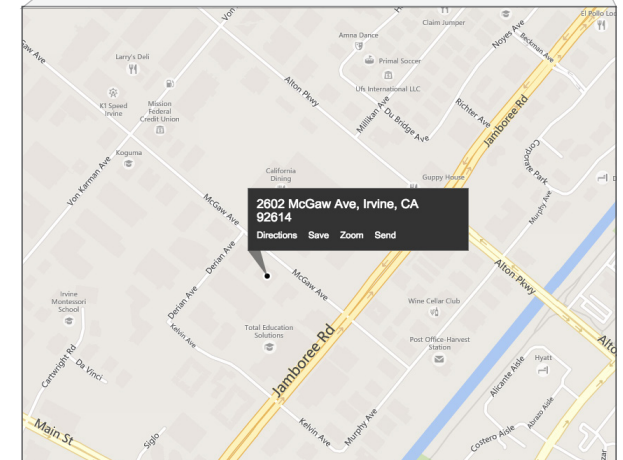 El Pollo Loc
Claim Jumper
Von
Amna Dance
Noyes Ave
Beckman Ave
Larry's Deli
Primal Soccer
Ufs International LLC
Alton Pkwy
K1 Speed
Irvine
Mission
Federal
Credit Union
Millikan Ave
Du Bridge Ave
Richter Ave
Jamboree Rd
Corporate Park
Koguma
California
Dining
Guppy House
Von Karman Ave
McGaw Ave
Murphy Ave
2602 McGaw Ave, Irvine, CA
92614
Directions Save Zoom Send
Derian Ave
Derian Ave
McGaw Ave
Alton Pkwy
Irvine
Montessori
School
Wine Cellar Club
Kelvin Ave
Total Education
Solutions
Jamboree Rd
Post Office-Harvest
Station
Hyatt
Alto
Cartwright Rd
Da Vinci
Alicante Aisle
Abrazo Aisle
Main St
Siglo
Kelvin Ave
Murphy Ave
Costero Aisle
zar